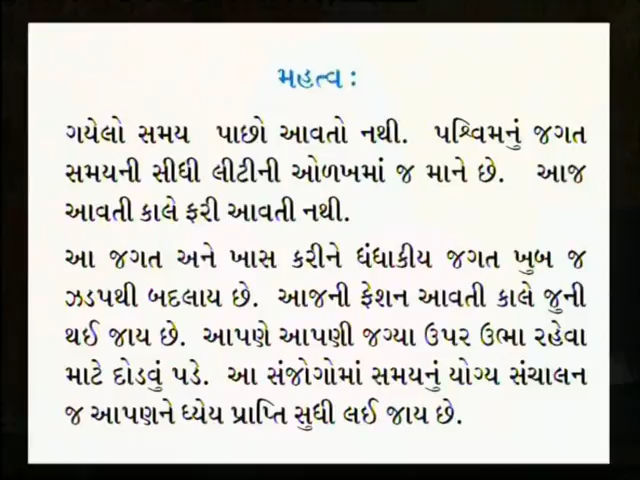 મહત્વ :
ગયેલો સમય પાછો આવતો નથી. પશ્ચિમનું જગત
સમયની સીધી લીટીની ઓળખમાં જ માને છે. આજ
આવતી કાલે ફરી આવતી નથી.
આ જગત અને ખાસ કરીને ધંધાકીય જગત ખુબ જ
ઝડપથી બદલાય છે. આજની ફેશન આવતી કાલે જુની
થઈ જાય છે. આપણે આપણી જગ્યા ઉપર ઉભા રહેવા
માટે દોડવું પડે. આ સંજોગોમાં સમયનું યોગ્ય સંચાલન
જ આપણને ધ્યેય પ્રાપ્તિ સુધી લઈ જાય છે.